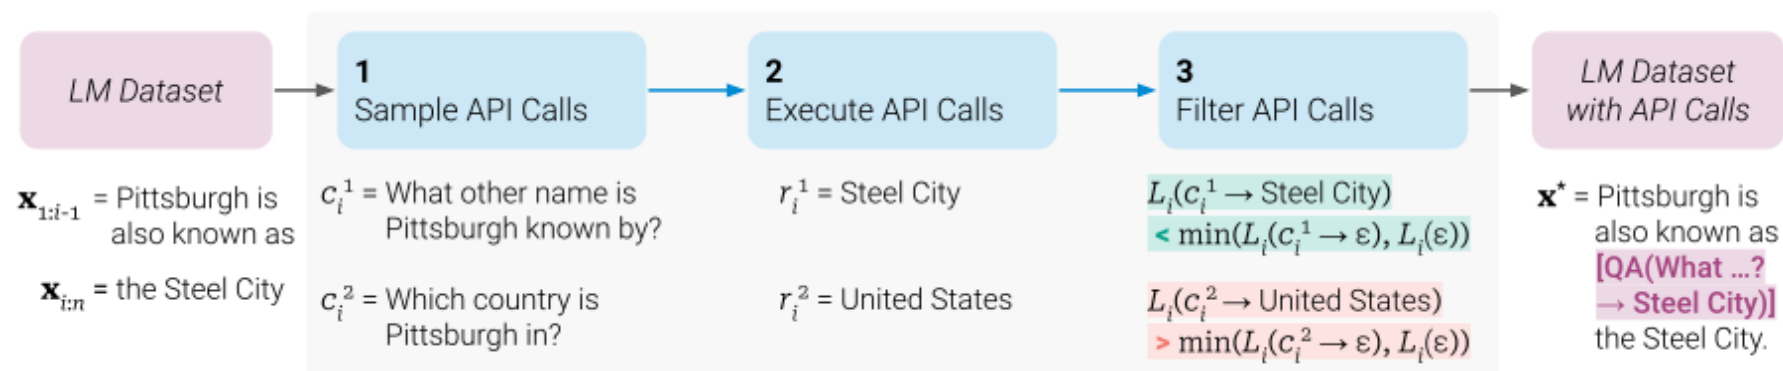 LM Dataset
1
Sample API Calls
2
Execute API Calls
3
Filter API Calls
LM Dataset
with API Calls
x₁:ᵢ₋₁ = Pittsburgh is
also known as
xᵢ:ₙ = the Steel City
cᵢ¹ = What other name is
Pittsburgh known by?
cᵢ² = Which country is
Pittsburgh in?
rᵢ¹ = Steel City
rᵢ² = United States
Lᵢ(cᵢ¹ → Steel City)
< min(Lᵢ(cᵢ¹ → ε), Lᵢ(ε))
Lᵢ(cᵢ² → United States)
> min(Lᵢ(cᵢ² → ε), Lᵢ(ε))
x* = Pittsburgh is
also known as
[QA(What ...?
→ Steel City)]
the Steel City.